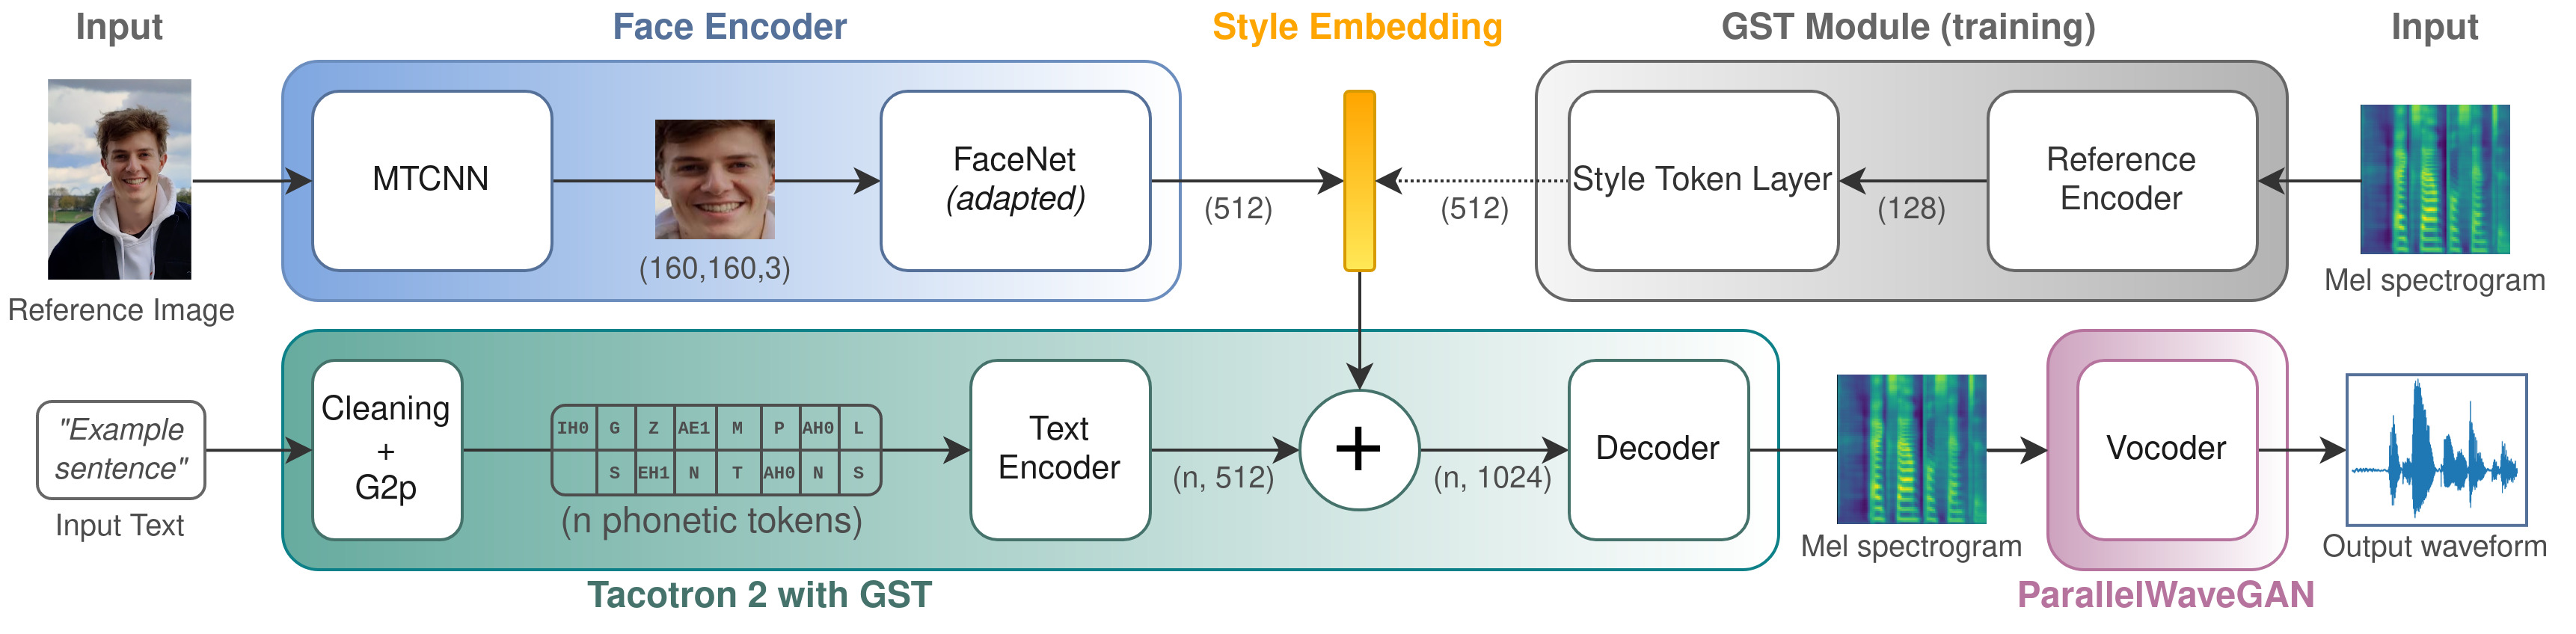 Input
Face Encoder
Style Embedding
GST Module (training)
Input
MTCNN
FaceNet
(adapted)
(160,160,3)
(512)
(512)
Style Token Layer
(128)
Reference
Encoder
Reference Image
Mel spectrogram
"Example
sentence"
Input Text
Cleaning
+
G2p
IH0 G Z AE1 M P AH0 L
S EH1 N T AH0 N S
(n phonetic tokens)
Text
Encoder
(n, 512)
+
(n, 1024)
Decoder
Mel spectrogram
Vocoder
Output waveform
Tacotron 2 with GST
ParallelWaveGAN